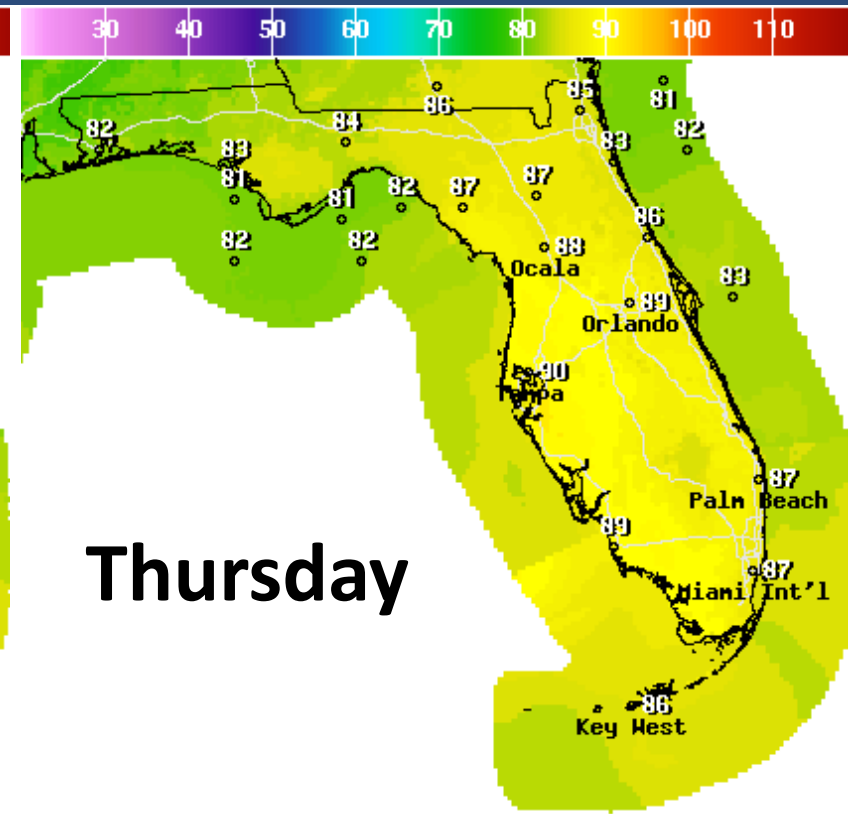 30 40 50 60 70 80 90 100 110
86 85 81
82 84 83 82
83
81 81 82 87 87
82 82 88 86
Ocala
89 83
Orlando
90
Tampa
87
Palm Beach
89
Thursday
87
Miami Int'l
86
Key West